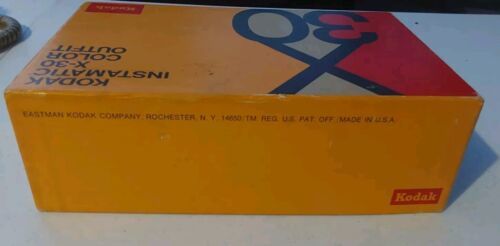 Kodak
KODAK
INSTAMATIC
X-30
COLOR
OUTFIT
X
30
EASTMAN KODAK COMPANY, ROCHESTER, N. Y. 14650/TM. REG. U.S. PAT. OFF./MADE IN U.S.A.
Kodak